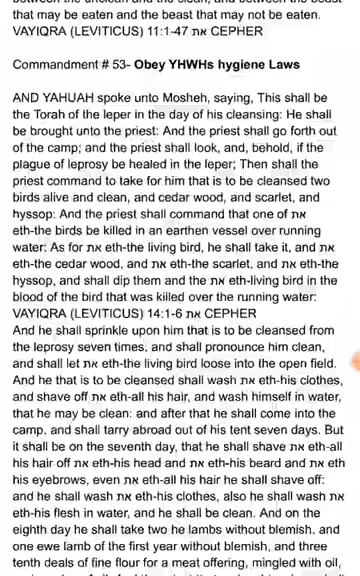 between the unclean and the clean, and between the beast
that may be eaten and the beast that may not be eaten.
VAYIQRA (LEVITICUS) 11:1-47 את CEPHER
Commandment # 53- Obey YHWHs hygiene Laws
AND YAHUAH spoke unto Mosheh, saying, This shall be
the Torah of the leper in the day of his cleansing: He shall
be brought unto the priest: And the priest shall go forth out
of the camp; and the priest shall look, and, behold, if the
plague of leprosy be healed in the leper; Then shall the
priest command to take for him that is to be cleansed two
birds alive and clean, and cedar wood, and scarlet, and
hyssop: And the priest shall command that one of את
eth-the birds be killed in an earthen vessel over running
water: As for את eth-the living bird, he shall take it, and את
eth-the cedar wood, and את eth-the scarlet, and את eth-the
hyssop, and shall dip them and the את eth-living bird in the
blood of the bird that was killed over the running water:
VAYIQRA (LEVITICUS) 14:1-6 את CEPHER
And he shall sprinkle upon him that is to be cleansed from
the leprosy seven times, and shall pronounce him clean,
and shall let את eth-the living bird loose into the open field.
And he that is to be cleansed shall wash את eth-his clothes,
and shave off את eth-all his hair, and wash himself in water,
that he may be clean: and after that he shall come into the
camp, and shall tarry abroad out of his tent seven days. But
it shall be on the seventh day, that he shall shave את eth-all
his hair off את eth-his head and את eth-his beard and את eth
his eyebrows, even את eth-all his hair he shall shave off:
and he shall wash את eth-his clothes, also he shall wash את
eth-his flesh in water, and he shall be clean. And on the
eighth day he shall take two he lambs without blemish, and
one ewe lamb of the first year without blemish, and three
tenth deals of fine flour for a meat offering, mingled with oil,